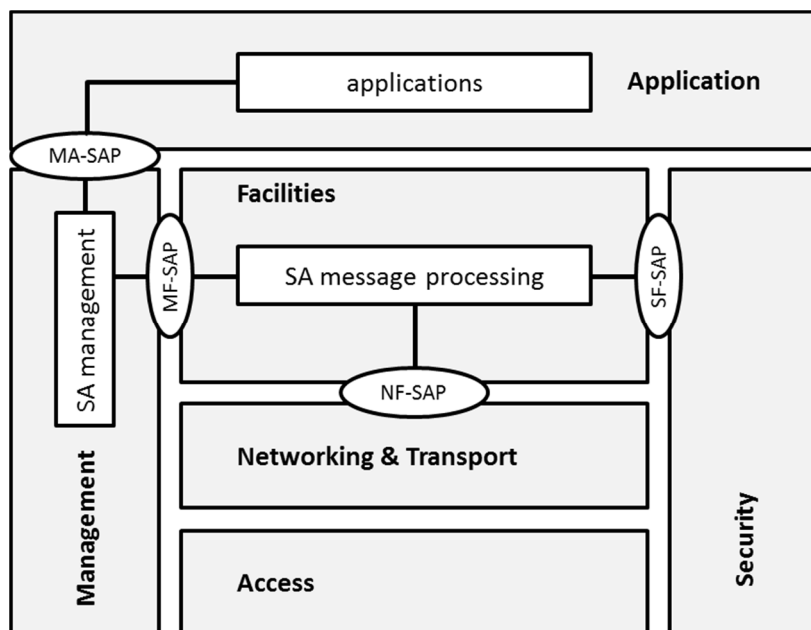 applications
Application
MA-SAP
Facilities
SA management
MF-SAP
SA message processing
SF-SAP
NF-SAP
Networking & Transport
Management
Security
Access